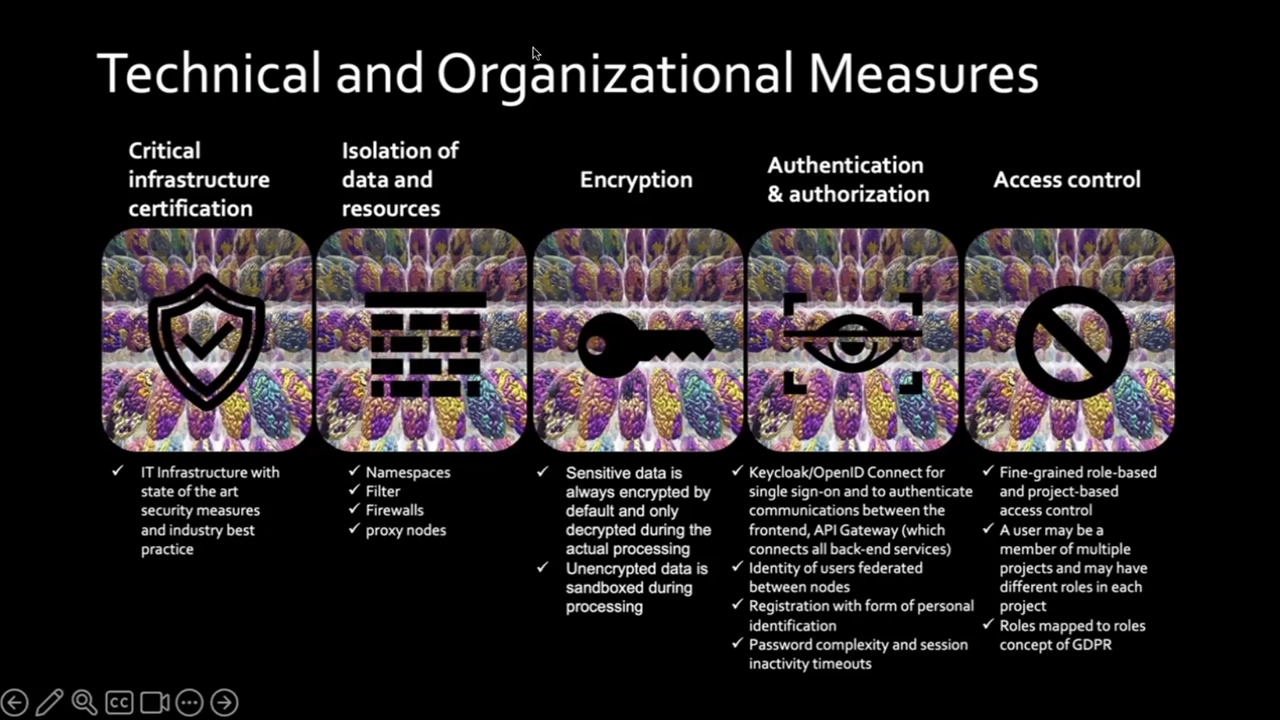 Technical and Organizational Measures
Critical
infrastructure
certification
Isolation of
data and
resources
Encryption
Authentication
& authorization
Access control
IT Infrastructure with
state of the art
security measures
and industry best
practice
Namespaces
Filter
Firewalls
proxy nodes
Sensitive data is
always encrypted by
default and only
decrypted during the
actual processing
Unencrypted data is
sandboxed during
processing
Keycloak/OpenID Connect for
single sign-on and to authenticate
communications between the
frontend, API Gateway (which
connects all back-end services)
Identity of users federated
between nodes
Registration with form of personal
identification
Password complexity and session
inactivity timeouts
Fine-grained role-based
and project-based
access control
A user may be a
member of multiple
projects and may have
different roles in each
project
Roles mapped to roles
concept of GDPR
CC